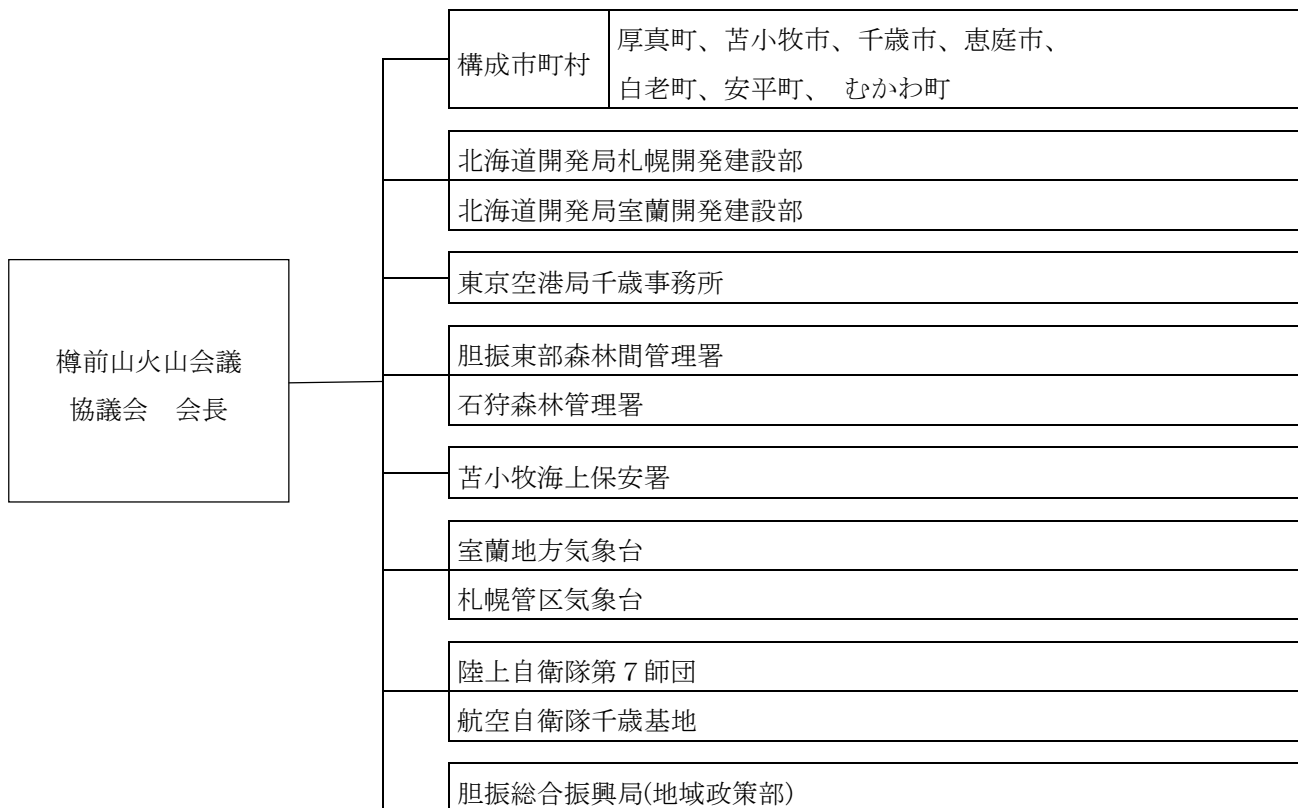 構成市町村
厚真町、苫小牧市、千歳市、恵庭市、
白老町、安平町、 むかわ町
北海道開発局札幌開発建設部
北海道開発局室蘭開発建設部
東京空港局千歳事務所
樽前山火山会議
協議会　会長
胆振東部森林間管理署
石狩森林管理署
苫小牧海上保安署
室蘭地方気象台
札幌管区気象台
陸上自衛隊第７師団
航空自衛隊千歳基地
胆振総合振興局(地域政策部)